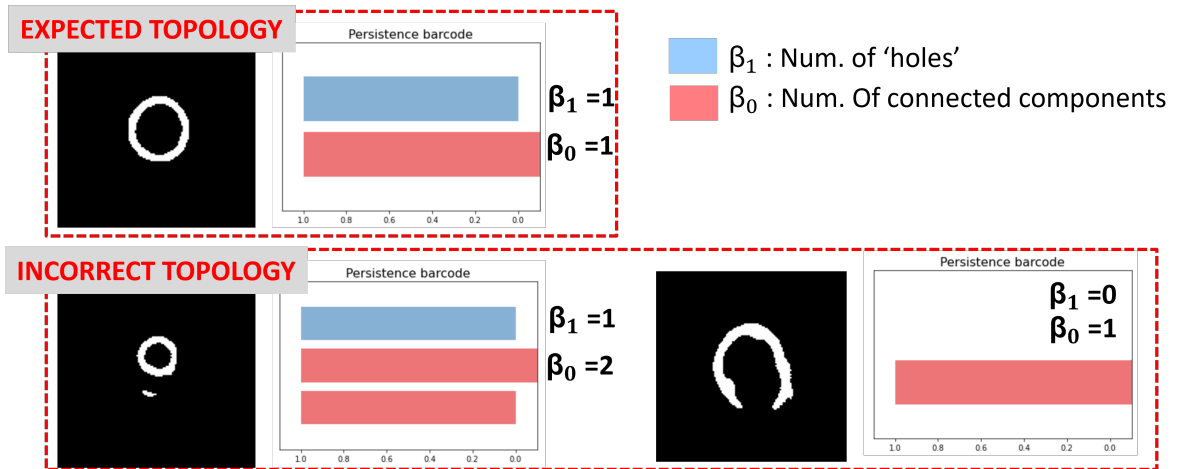 EXPECTED TOPOLOGY
Persistence barcode
β₁ =1
β₀ =1
1.0 0.8 0.6 0.4 0.2 0.0
β₁ : Num. of ‘holes’
β₀ : Num. Of connected components
INCORRECT TOPOLOGY
Persistence barcode
β₁ =1
β₀ =2
1.0 0.8 0.6 0.4 0.2 0.0
Persistence barcode
β₁ =0
β₀ =1
1.0 0.8 0.6 0.4 0.2 0.0